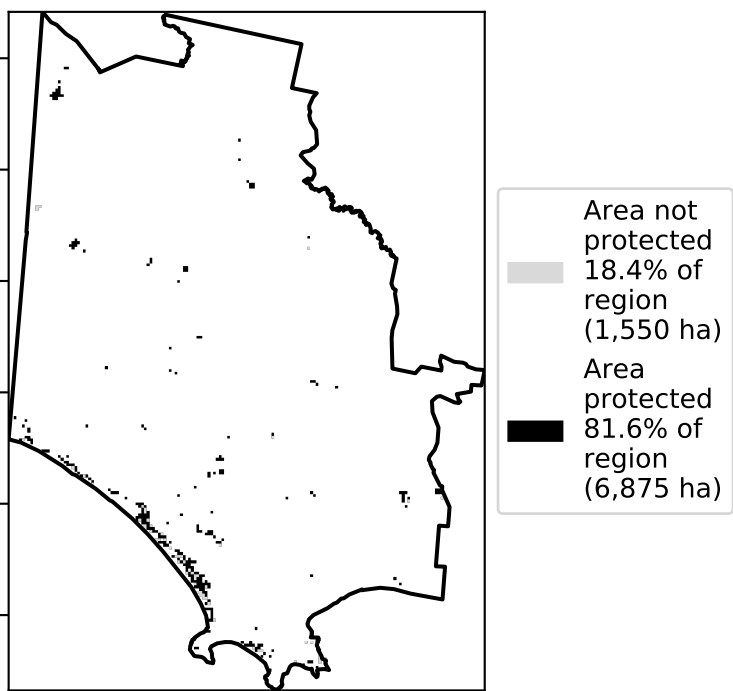 Area not
protected
18.4% of
region
(1,550 ha)
Area
protected
81.6% of
region
(6,875 ha)